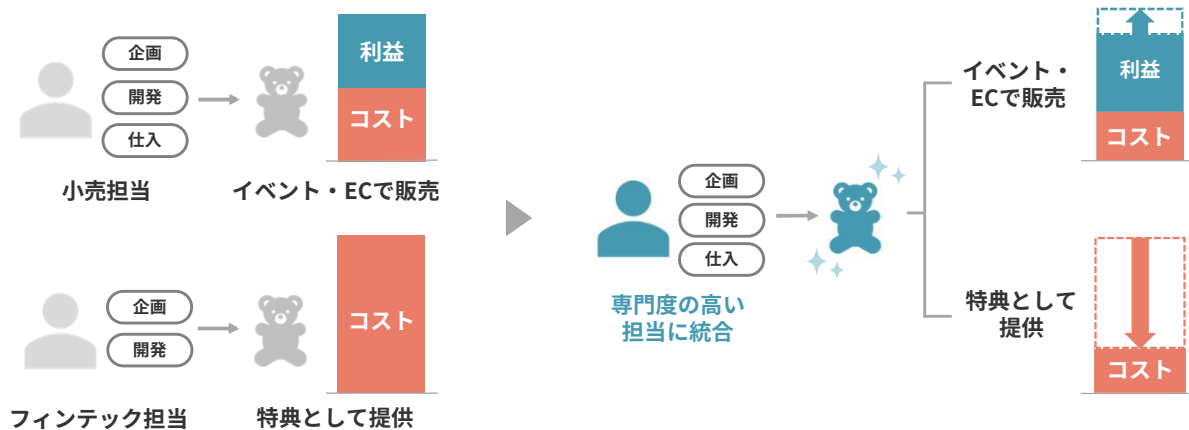 企画
開発
仕入
利益
コスト
小売担当
イベント・ECで販売
企画
開発
コスト
フィンテック担当
特典として提供
企画
開発
仕入
専門度の高い
担当に統合
イベント・
ECで販売
利益
コスト
特典として
提供
コスト